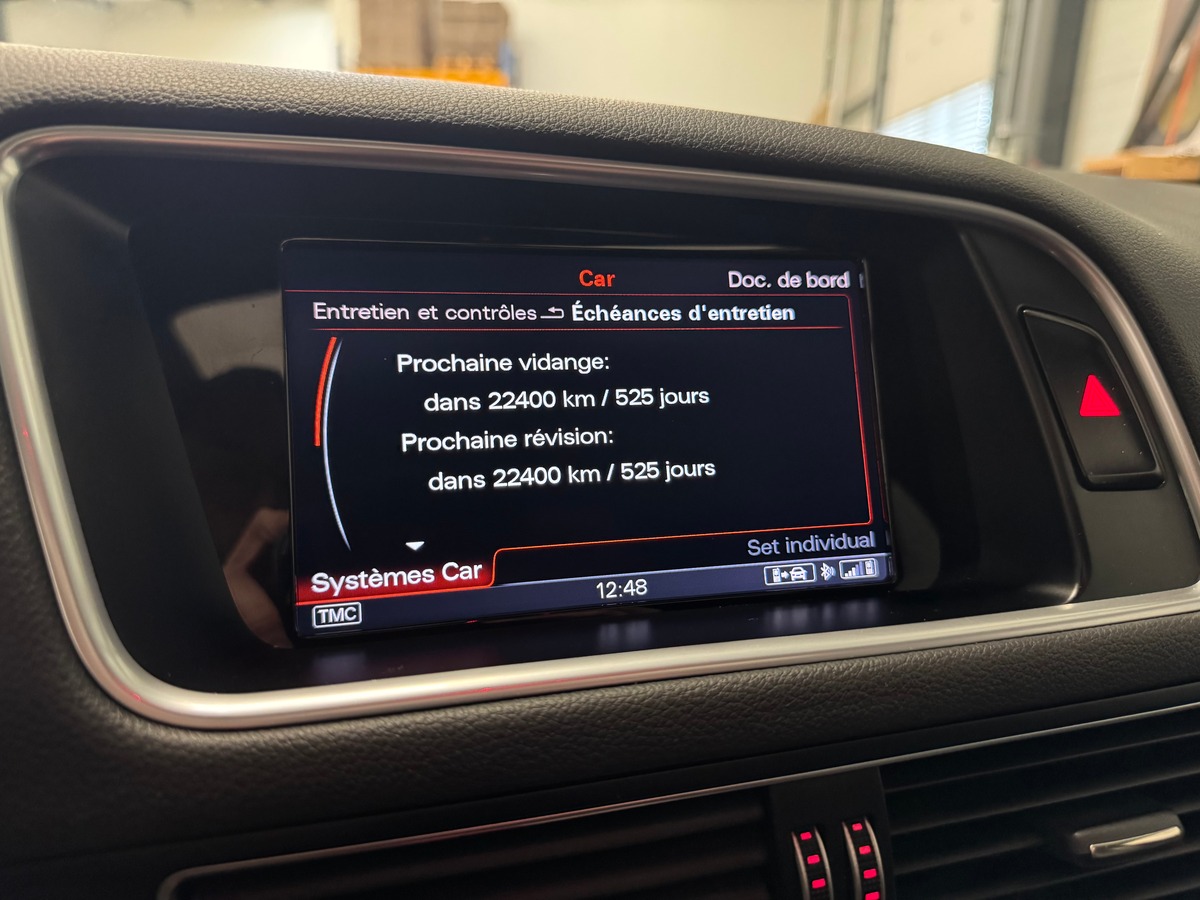 Car
Doc. de bord
Entretien et contrôles Échéances d'entretien
Prochaine vidange:
dans 22400 km / 525 jours
Prochaine révision:
dans 22400 km / 525 jours
Set individual
Systèmes Car
12:48
TMC